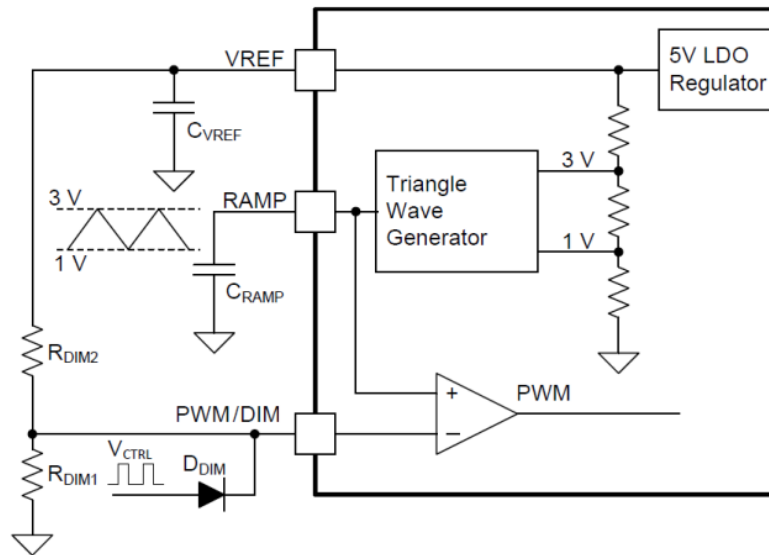 VREF
5V LDO
Regulator
CVREF
3 V
RAMP
Triangle
Wave
Generator
3 V
1 V
1 V
CRAMP
RDIM2
PWM/DIM
+
−
PWM
VCTRL
DDIM
RDIM1